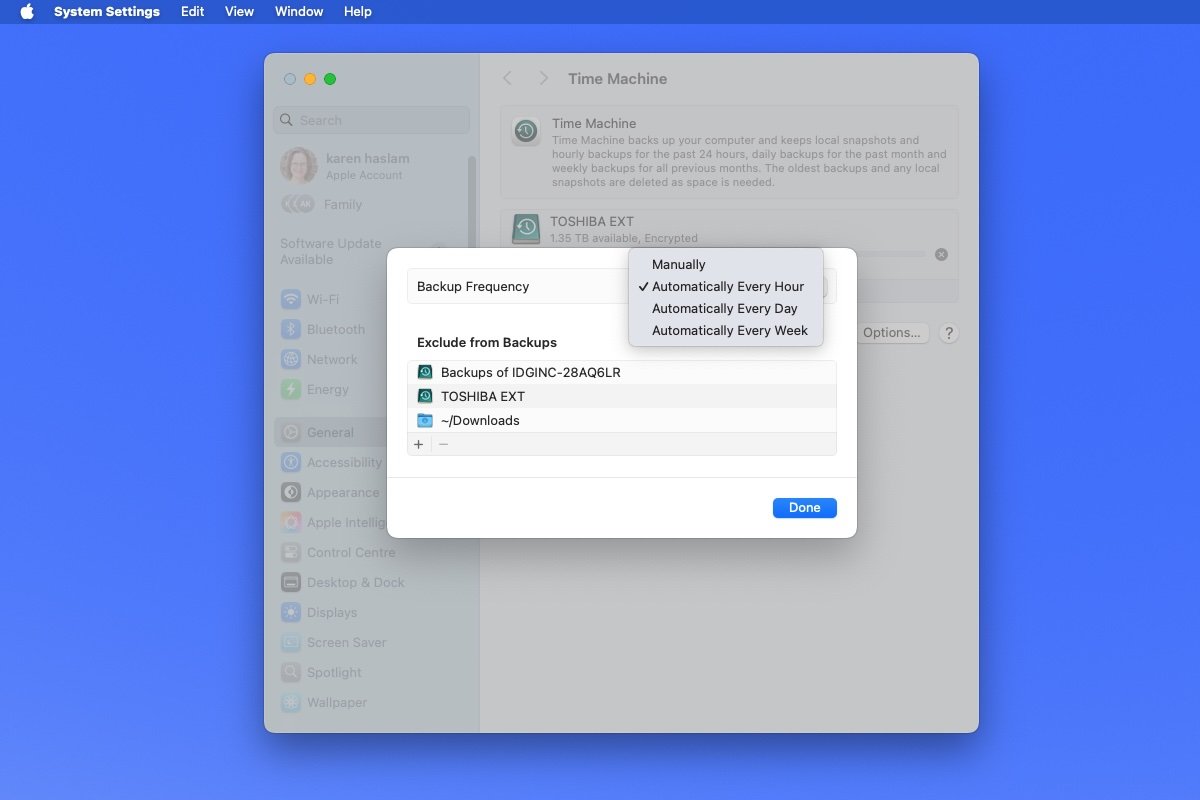 System Settings Edit View Window Help
Search
karen haslam
Apple Account
Family
Software Update
Available
Wi-Fi
Bluetooth
Network
Energy
General
Accessibility
Appearance
Apple Intellig
Control Centre
Desktop & Dock
Displays
Screen Saver
Spotlight
Wallpaper
Time Machine
Time Machine
Time Machine backs up your computer and keeps local snapshots and
hourly backups for the past 24 hours, daily backups for the past month and
weekly backups for all previous months. The oldest backups and any local
snapshots are deleted as space is needed.
TOSHIBA EXT
1.35 TB available, Encrypted
Options... ?
Backup Frequency
Manually
✓ Automatically Every Hour
Automatically Every Day
Automatically Every Week
Exclude from Backups
Backups of IDGINC-28AQ6LR
TOSHIBA EXT
~/Downloads
+ −
Done